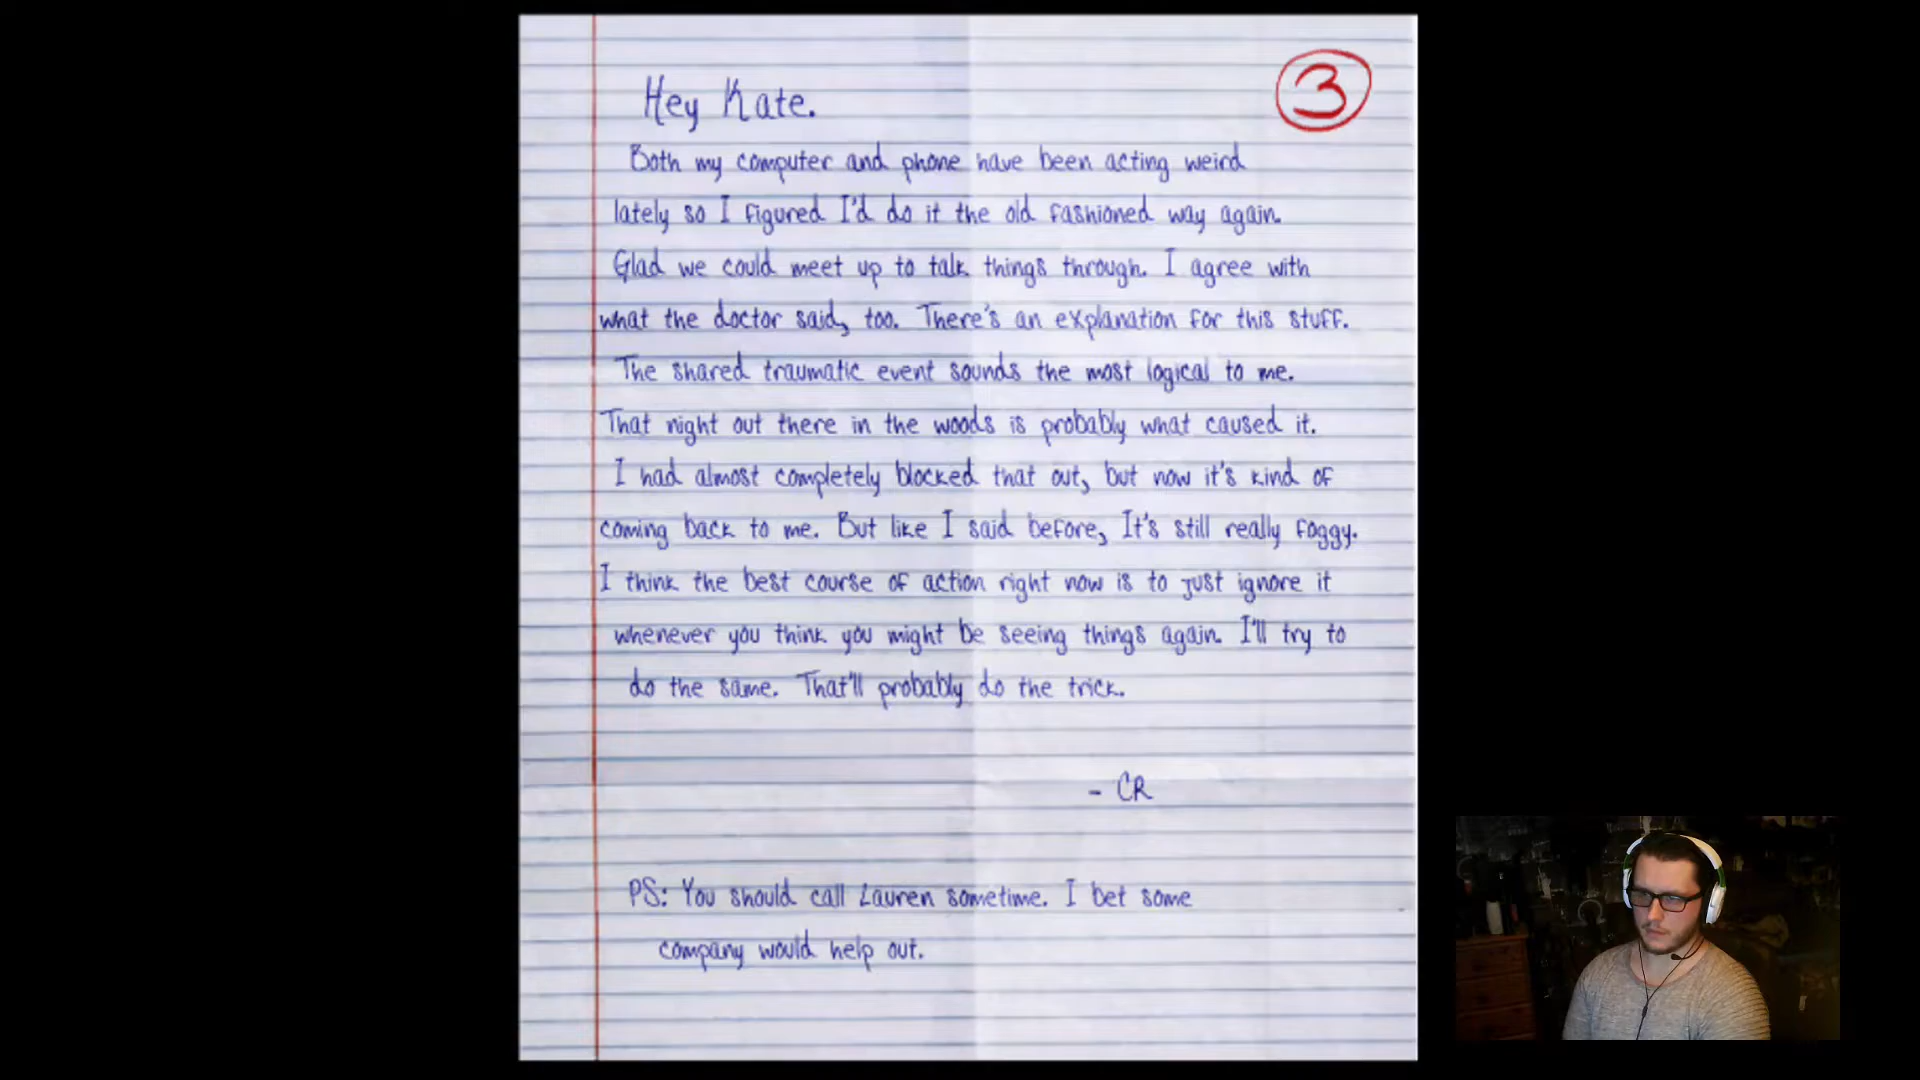 3
Hey Kate.
Both my computer and phone have been acting weird
lately so I figured I'd do it the old fashioned way again.
Glad we could meet up to talk things through. I agree with
what the doctor said, too. There's an explanation for this stuff.
The shared traumatic event sounds the most logical to me.
That night out there in the woods is probably what caused it.
I had almost completely blocked that out, but now it's kind of
coming back to me. But like I said before, It's still really foggy.
I think the best course of action right now is to just ignore it
whenever you think you might be seeing things again. I'll try to
do the same. That'll probably do the trick.
- CR
PS: You should call Lauren sometime. I bet some
company would help out.